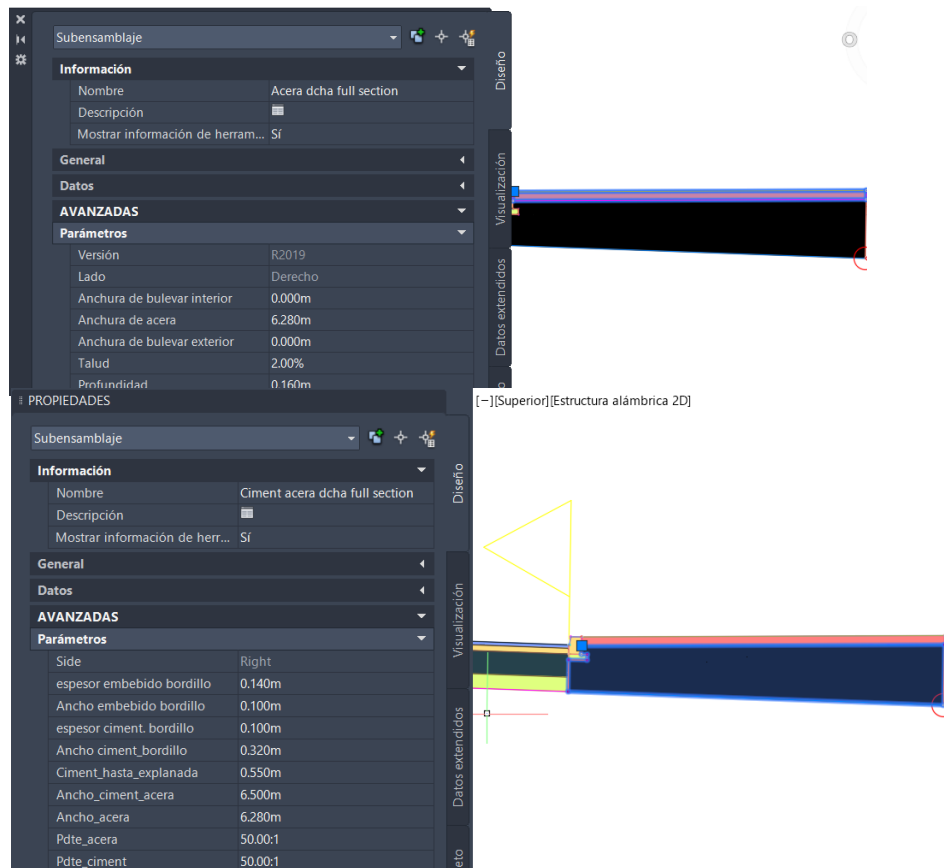 Subensamblaje
Información
Nombre Acera dcha full section
Descripción
Mostrar información de herram... Sí
General
Datos
AVANZADAS
Parámetros
Versión R2019
Lado Derecho
Anchura de bulevar interior 0.000m
Anchura de acera 6.280m
Anchura de bulevar exterior 0.000m
Talud 2.00%
Profundidad 0.160m
Diseño
Visualización
Datos extendidos
PROPIEDADES
[−][Superior][Estructura alámbrica 2D]
Subensamblaje
Información
Nombre Ciment acera dcha full section
Descripción
Mostrar información de herr... Sí
General
Datos
AVANZADAS
Parámetros
Side Right
espesor embebido bordillo 0.140m
Ancho embebido bordillo 0.100m
espesor ciment. bordillo 0.100m
Ancho ciment_bordillo 0.320m
Ciment_hasta_explanada 0.550m
Ancho_ciment_acera 6.500m
Ancho_acera 6.280m
Pdte_acera 50.00:1
Pdte_ciment 50.00:1
Diseño
Visualización
Datos extendidos
eto